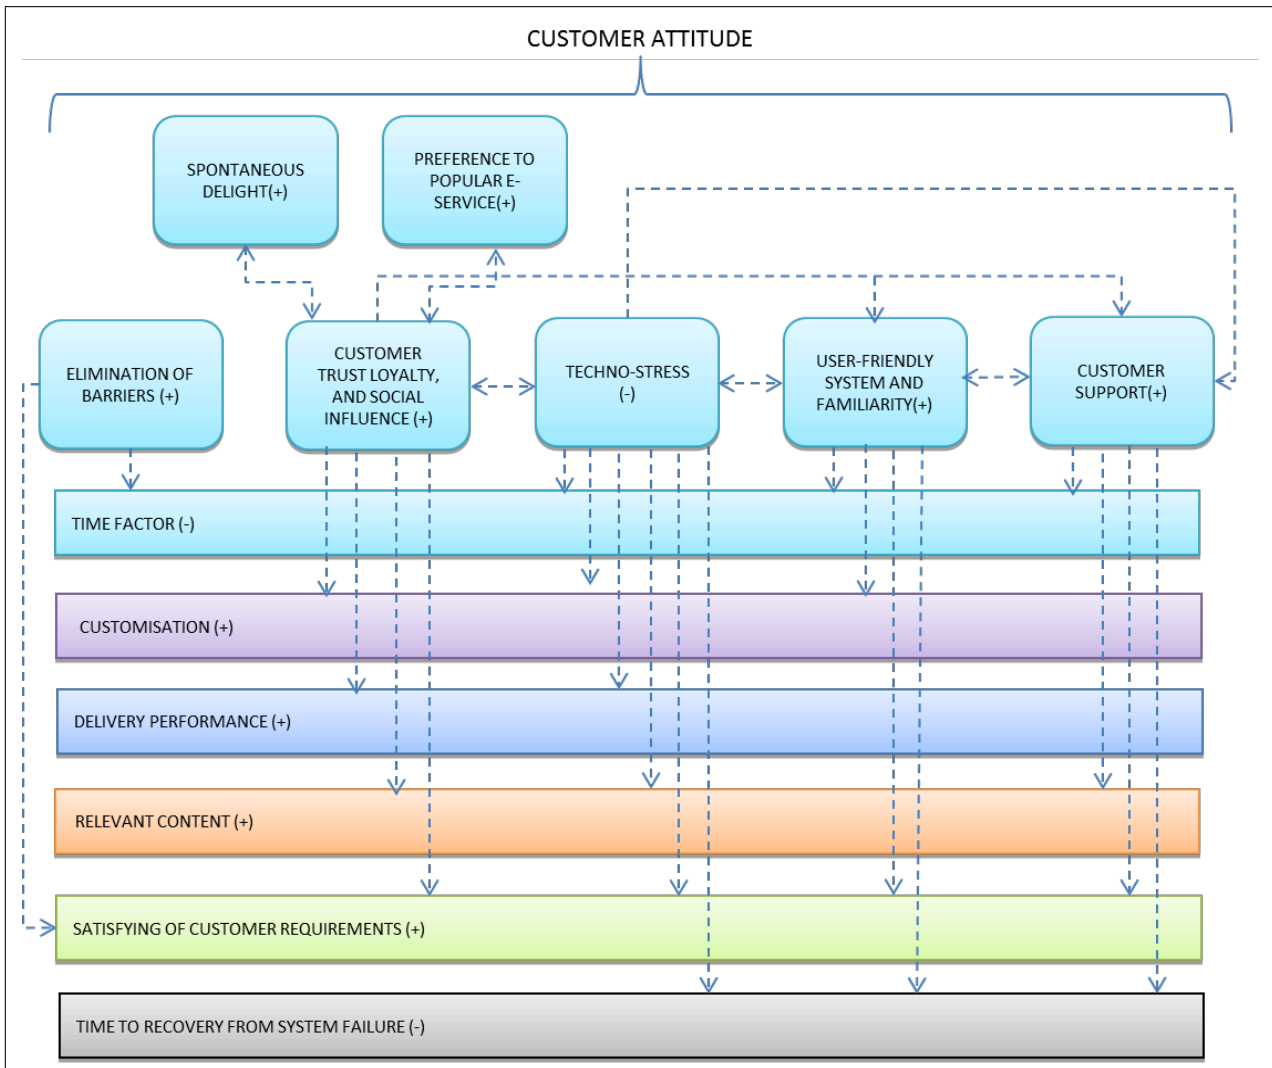 CUSTOMER ATTITUDE
SPONTANEOUS
DELIGHT(+)
PREFERENCE TO
POPULAR E-
SERVICE(+)
ELIMINATION OF
BARRIERS (+)
CUSTOMER
TRUST LOYALTY,
AND SOCIAL
INFLUENCE (+)
TECHNO-STRESS
(-)
USER-FRIENDLY
SYSTEM AND
FAMILIARITY(+)
CUSTOMER
SUPPORT(+)
TIME FACTOR (-)
CUSTOMISATION (+)
DELIVERY PERFORMANCE (+)
RELEVANT CONTENT (+)
SATISFYING OF CUSTOMER REQUIREMENTS (+)
TIME TO RECOVERY FROM SYSTEM FAILURE (-)